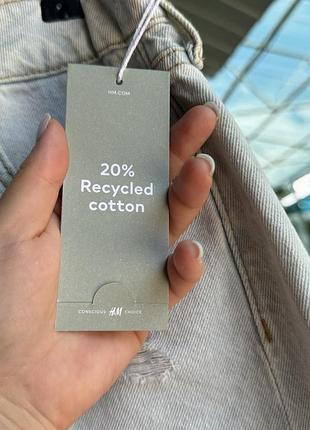 HM.COM
20%
Recycled
cotton
CONSCIOUS H&M CHOICE